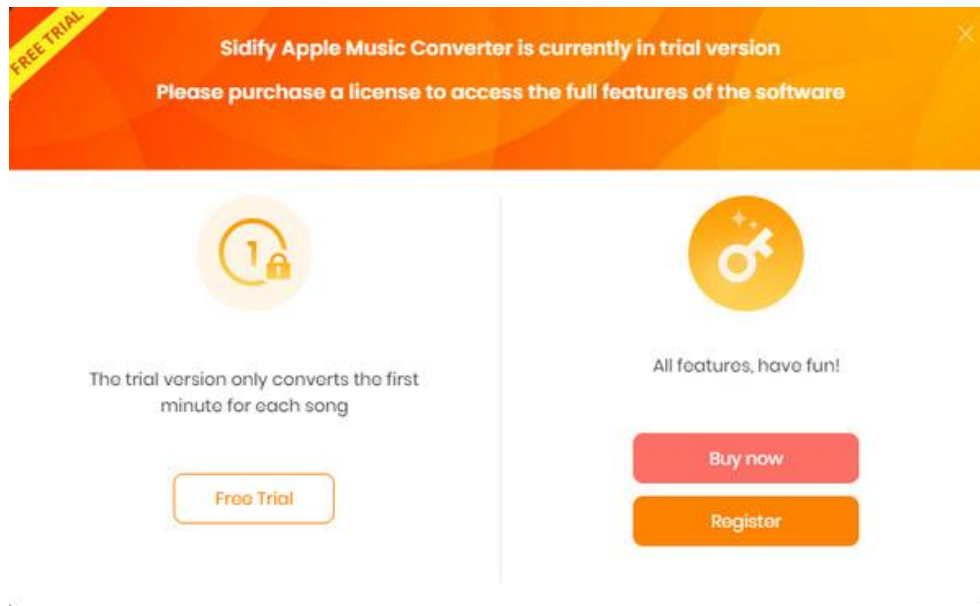 FREE TRIAL
Sidify Apple Music Converter is currently in trial version
Please purchase a license to access the full features of the software
1
The trial version only converts the first
minute for each song
Free Trial
All features, have fun!
Buy now
Register